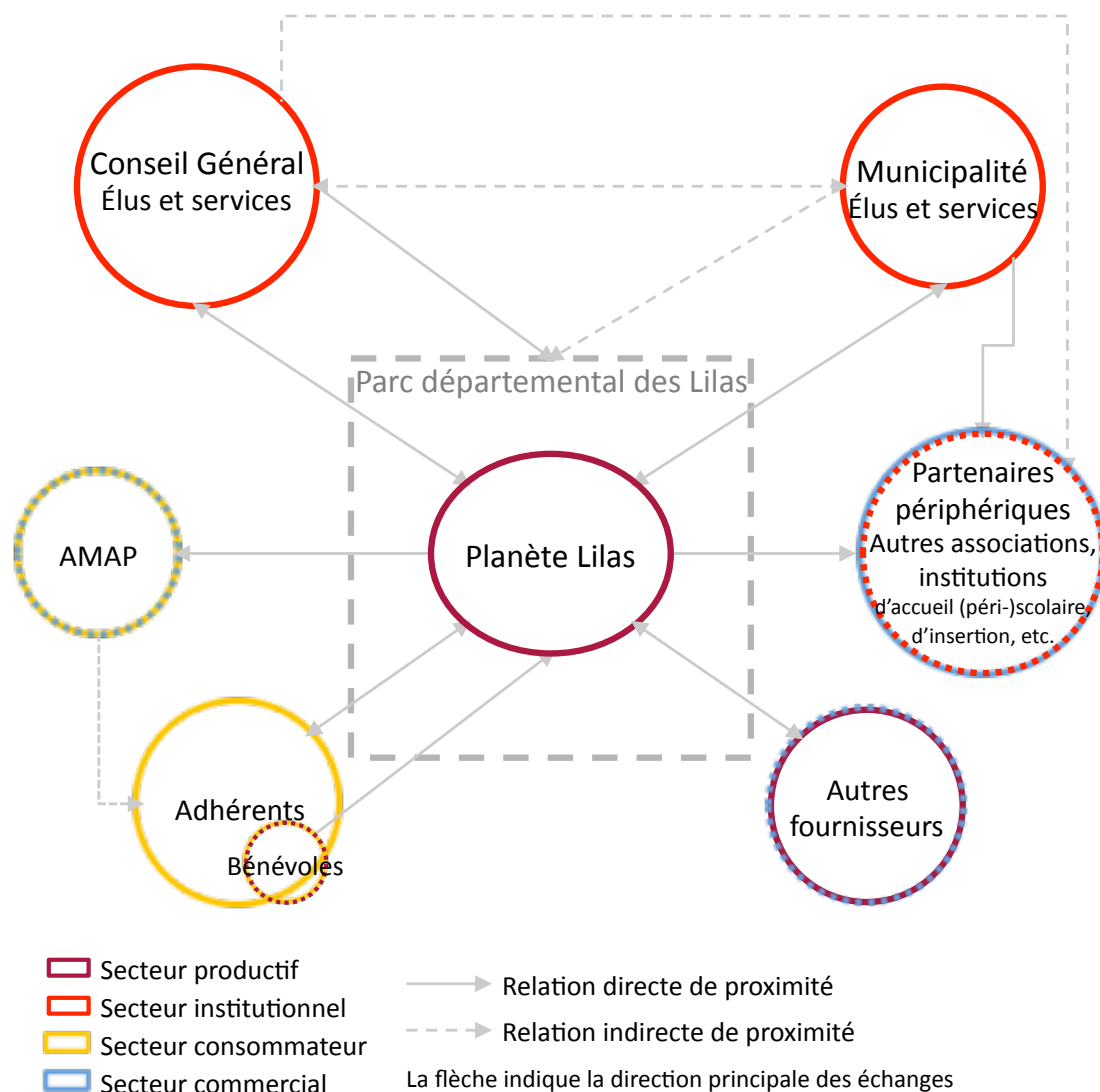 Conseil Général
Élus et services
Municipalité
Élus et services
Parc départemental des Lilas
Partenaires
périphériques
Autres associations,
institutions
d'accueil (péri-)scolaire,
d'insertion, etc.
AMAP
Planète Lilas
Adhérents
Bénévoles
Autres
fournisseurs
Secteur productif
Secteur institutionnel
Secteur consommateur
Secteur commercial
Relation directe de proximité
Relation indirecte de proximité
La flèche indique la direction principale des échanges